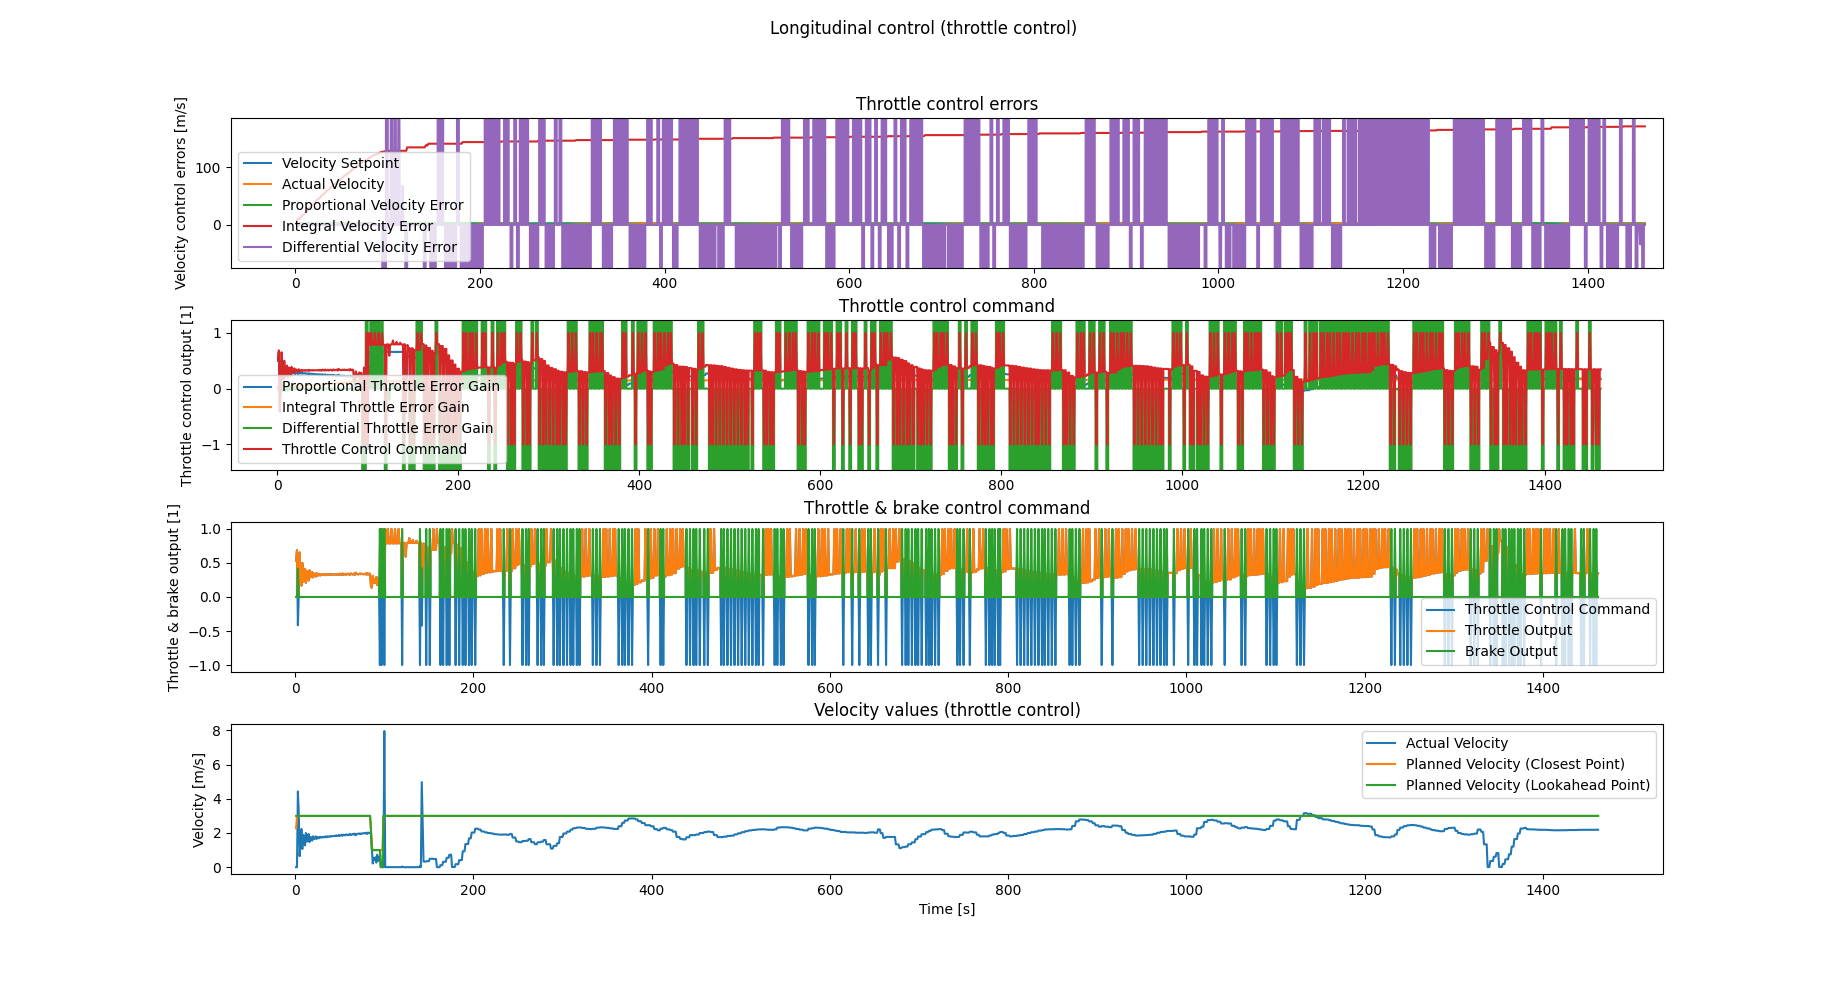 Longitudinal control (throttle control)
Throttle control errors
Velocity control errors [m/s]
100
0
Velocity Setpoint
Actual Velocity
Proportional Velocity Error
Integral Velocity Error
Differential Velocity Error
0 200 400 600 800 1000 1200 1400
Throttle control command
Throttle control output [1]
1
0
−1
Proportional Throttle Error Gain
Integral Throttle Error Gain
Differential Throttle Error Gain
Throttle Control Command
0 200 400 600 800 1000 1200 1400
Throttle & brake control command
Throttle & brake output [1]
1.0
0.5
0.0
−0.5
−1.0
Throttle Control Command
Throttle Output
Brake Output
0 200 400 600 800 1000 1200 1400
Velocity values (throttle control)
Velocity [m/s]
8
6
4
2
0
Actual Velocity
Planned Velocity (Closest Point)
Planned Velocity (Lookahead Point)
0 200 400 600 800 1000 1200 1400
Time [s]